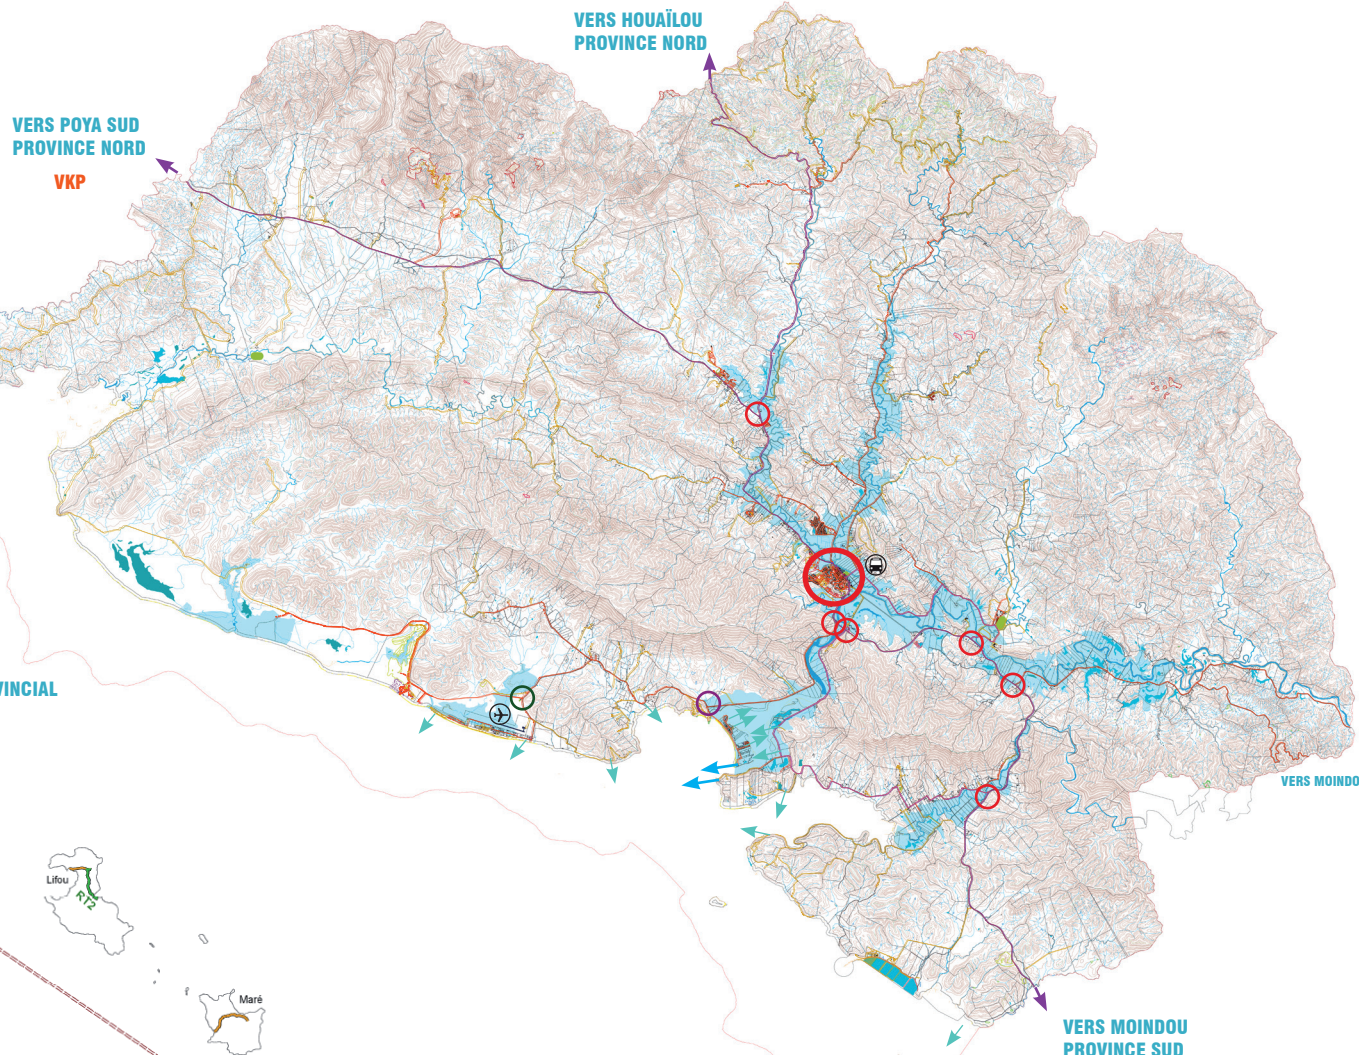 VERS HOUAÏLOU
PROVINCE NORD
VERS POYA SUD
PROVINCE NORD
VKP
VINCIAL
VERS MOINDO
Lifou
RT2
Maré
VERS MOINDOU
PROVINCE SUD